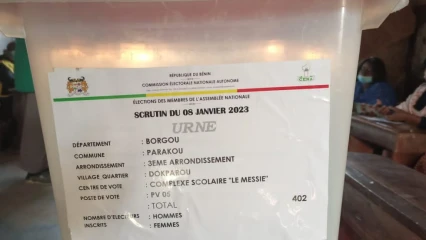 RÉPUBLIQUE DU BÉNIN
COMMISSION ÉLECTORALE NATIONALE AUTONOME
ÉLECTIONS DES MEMBRES DE L'ASSEMBLÉE NATIONALE
SCRUTIN DU 08 JANVIER 2023
URNE
DÉPARTEMENT : BORGOU
COMMUNE : PARAKOU
ARRONDISSEMENT : 3EME ARRONDISSEMENT
VILLAGE QUARTIER : DOKPAROU
CENTRE DE VOTE : COMPLEXE SCOLAIRE "LE MESSIE"
POSTE DE VOTE : PV 05
: TOTAL 402
NOMBRE D'ÉLECTEURS : HOMMES
INSCRITS : FEMMES